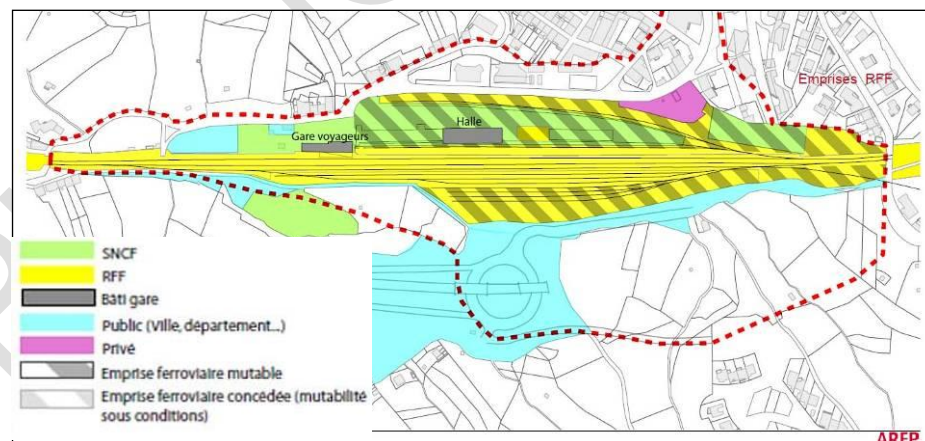 Emprises RFF
Halle
Gare voyageurs
SNCF
RFF
Bâti gare
Public (Ville, département...)
Privé
Emprise ferroviaire mutable
Emprise ferroviaire concédée (mutabilité
sous conditions)
AREP